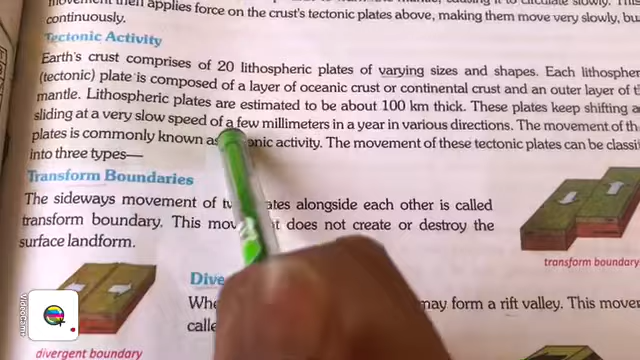 then applies force on the crust's tectonic plates above, making them move very slowly, bu
continuously.
Tectonic Activity
Earth's crust comprises of 20 lithospheric plates of varying sizes and shapes. Each lithospher
(tectonic) plate is composed of a layer of oceanic crust or continental crust and an outer layer of t
mantle. Lithospheric plates are estimated to be about 100 km thick. These plates keep shifting a
sliding at a very slow speed of a few millimeters in a year in various directions. The movement of th
plates is commonly known as onic activity. The movement of these tectonic plates can be classi
into three types—
Transform Boundaries
The sideways movement of tw ates alongside each other is called
transform boundary. This mov t does not create or destroy the
surface landform.
transform boundary
Dive
Whe may form a rift valley. This move
calle
divergent boundary
Videoleap